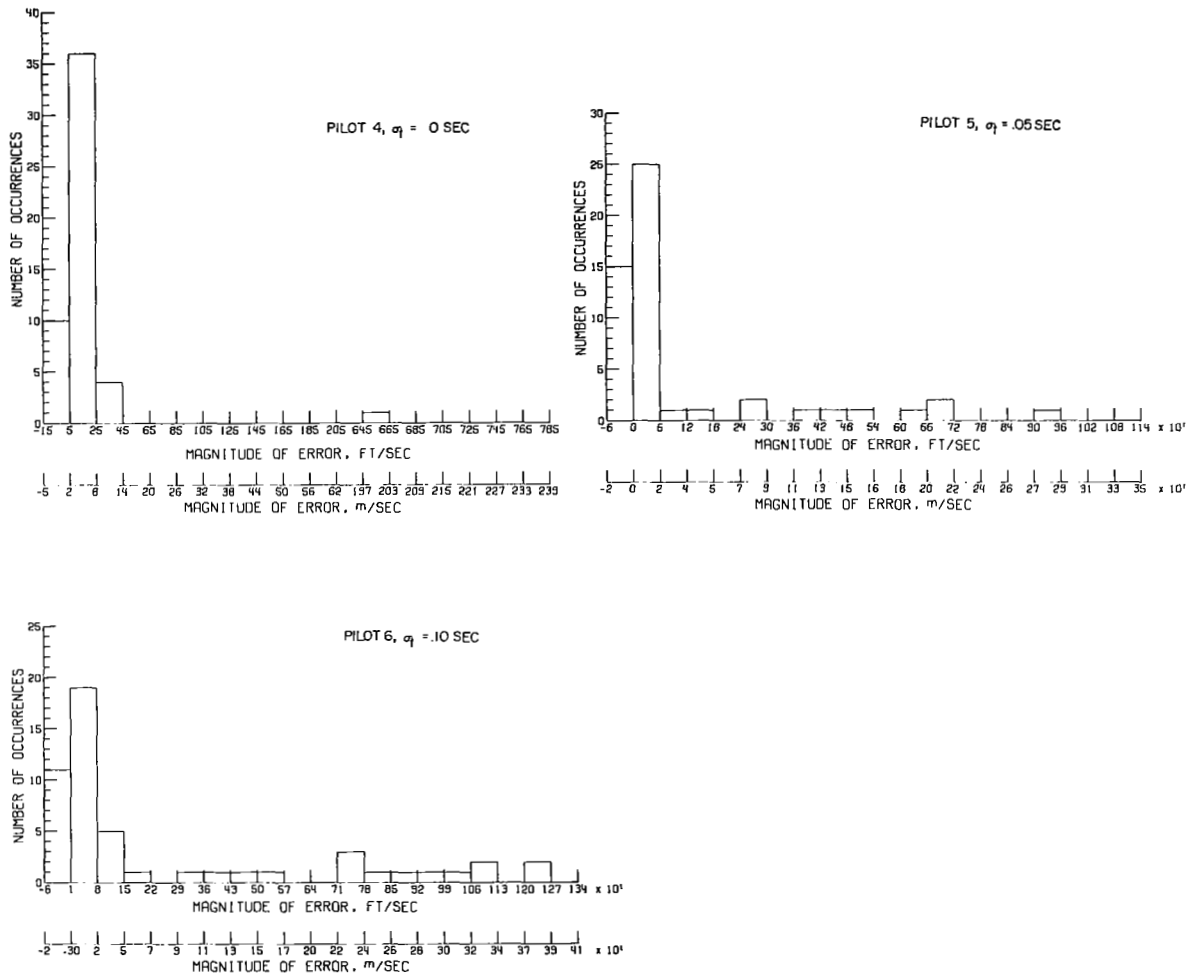 PILOT 4, σt = 0 SEC
NUMBER OF OCCURRENCES
40
35
30
25
20
15
10
5
0
-15 5 25 45 65 85 105 125 145 165 185 205 645 665 685 705 725 745 765 785
MAGNITUDE OF ERROR, FT/SEC
-5 2 8 14 20 26 32 38 44 50 56 62 197 203 209 215 221 227 233 239
MAGNITUDE OF ERROR, m/SEC
PILOT 5, σt = .05 SEC
NUMBER OF OCCURRENCES
30
25
20
15
10
5
0
-6 0 6 12 18 24 30 36 42 48 54 60 66 72 78 84 90 96 102 108 114 x 10¹
MAGNITUDE OF ERROR, FT/SEC
-2 0 2 4 5 7 9 11 13 15 16 18 20 22 24 26 27 29 31 33 35 x 10¹
MAGNITUDE OF ERROR, m/SEC
PILOT 6, σt = .10 SEC
NUMBER OF OCCURRENCES
25
20
15
10
5
0
-6 1 8 15 22 29 36 43 50 57 64 71 78 85 92 99 106 113 120 127 134 x 10¹
MAGNITUDE OF ERROR, FT/SEC
-2 .30 2 5 7 9 11 13 15 17 20 22 24 26 28 30 32 34 37 39 41 x 10¹
MAGNITUDE OF ERROR, m/SEC